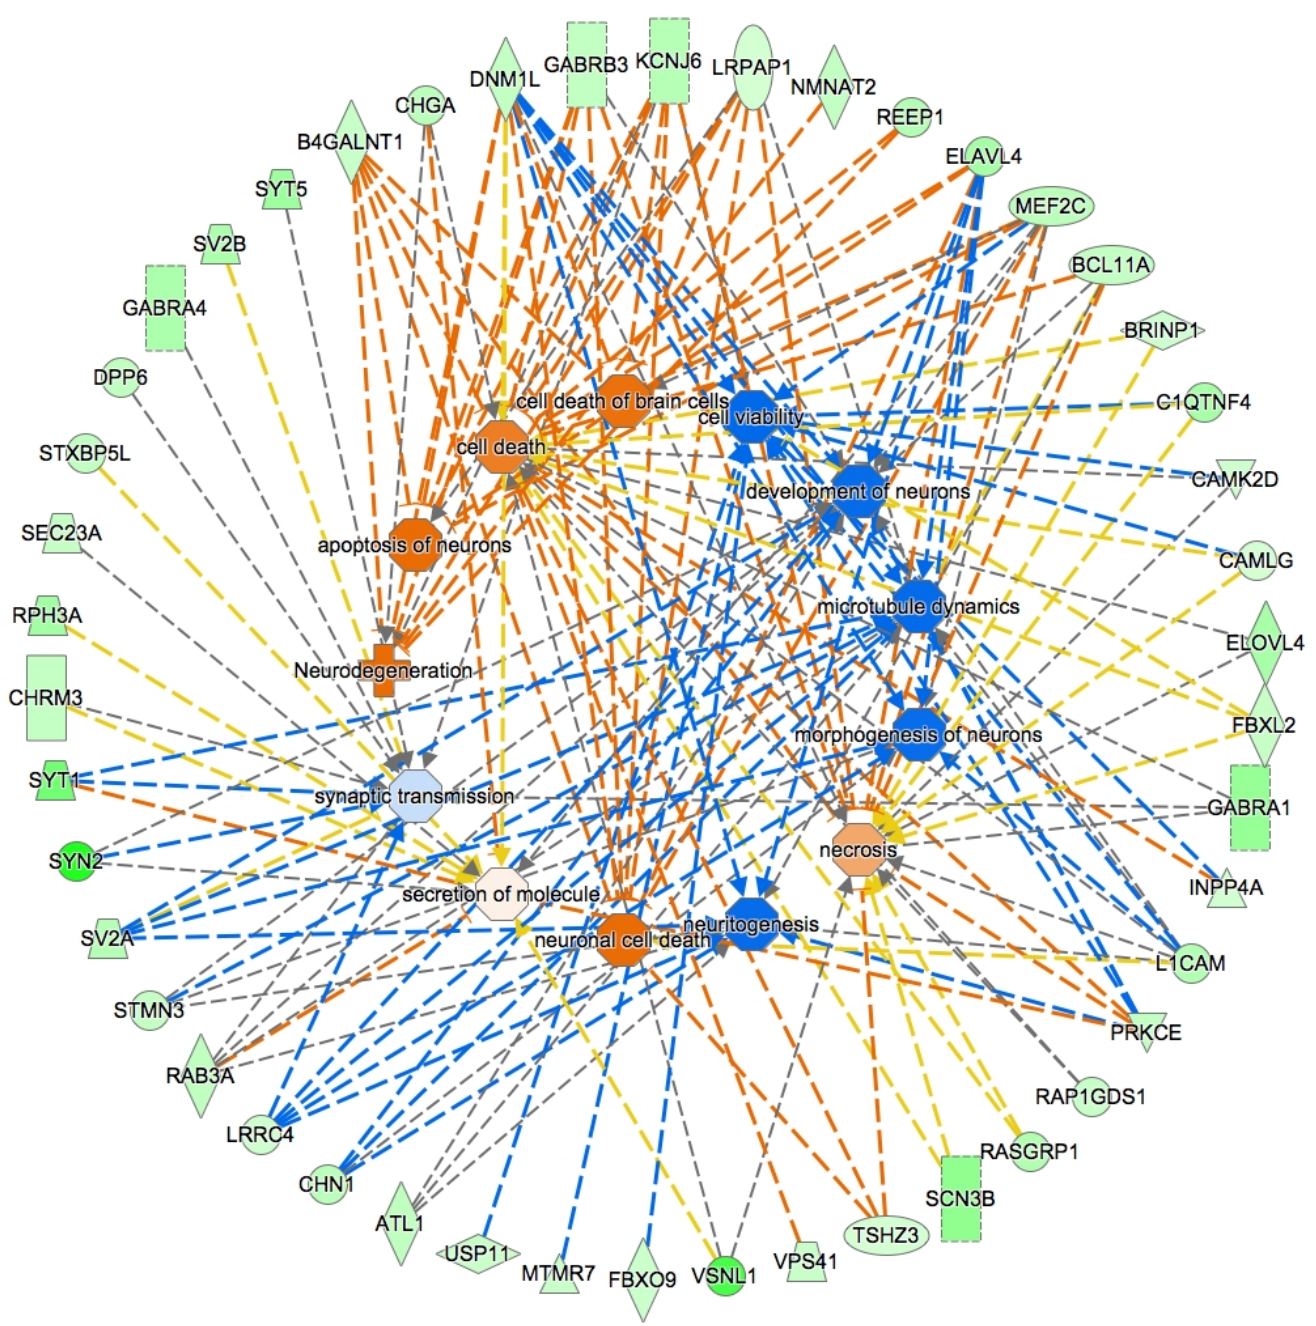 GABRB3
KCNJ6
LRPAP1
DNM1L
NMNAT2
CHGA
REEP1
B4GALNT1
ELAVL4
SYT5
MEF2C
SV2B
BCL11A
GABRA4
BRINP1
DPP6
C1QTNF4
cell death of brain cells
cell viability
STXBP5L
cell death
CAMK2D
development of neurons
SEC23A
apoptosis of neurons
CAMLG
RPH3A
microtubule dynamics
ELOVL4
Neurodegeneration
CHRM3
FBXL2
morphogenesis of neurons
SYT1
synaptic transmission
GABRA1
SYN2
necrosis
INPP4A
secretion of molecule
SV2A
neuronal cell death
neuritogenesis
L1CAM
STMN3
PRKCE
RAB3A
RAP1GDS1
LRRC4
RASGRP1
CHN1
SCN3B
ATL1
TSHZ3
USP11
MTMR7
FBXO9
VSNL1
VPS41